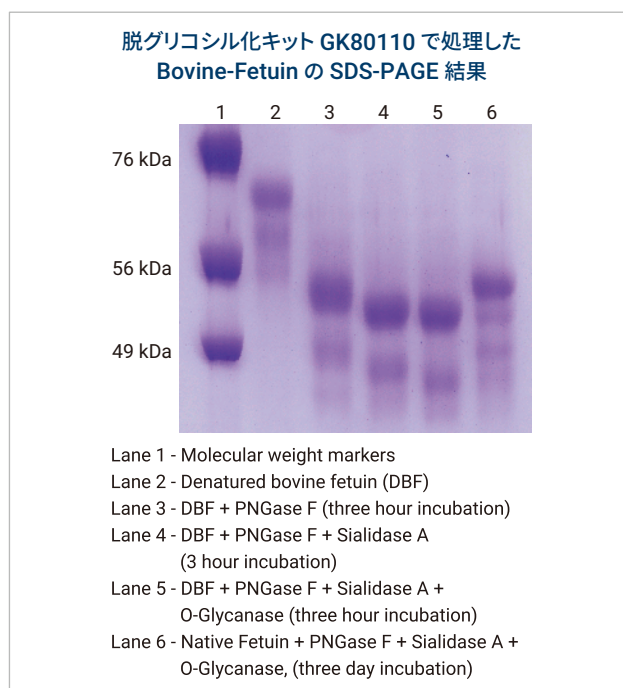 脱グリコシル化キット GK80110 で処理した
Bovine-Fetuin の SDS-PAGE 結果
1 2 3 4 5 6
76 kDa
56 kDa
49 kDa
Lane 1 - Molecular weight markers
Lane 2 - Denatured bovine fetuin (DBF)
Lane 3 - DBF + PNGase F (three hour incubation)
Lane 4 - DBF + PNGase F + Sialidase A
(3 hour incubation)
Lane 5 - DBF + PNGase F + Sialidase A +
O-Glycanase (three hour incubation)
Lane 6 - Native Fetuin + PNGase F + Sialidase A +
O-Glycanase, (three day incubation)